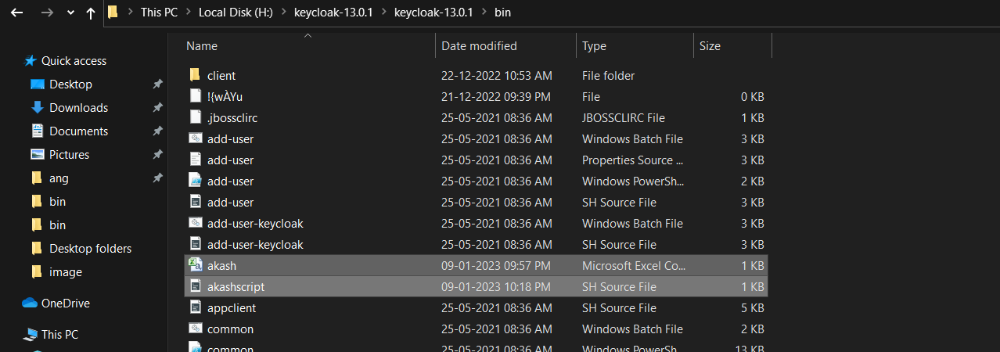 This PC > Local Disk (H:) > keycloak-13.0.1 > keycloak-13.0.1 > bin
Quick access
Desktop
Downloads
Documents
Pictures
ang
bin
bin
Desktop folders
image
OneDrive
This PC
Name Date modified Type Size
client 22-12-2022 10:53 AM File folder
!{wÀYu 21-12-2022 09:39 PM File 0 KB
.jbossclirc 25-05-2021 08:36 AM JBOSSCLIRC File 1 KB
add-user 25-05-2021 08:36 AM Windows Batch File 3 KB
add-user 25-05-2021 08:36 AM Properties Source ... 3 KB
add-user 25-05-2021 08:36 AM Windows PowerSh... 2 KB
add-user 25-05-2021 08:36 AM SH Source File 3 KB
add-user-keycloak 25-05-2021 08:36 AM Windows Batch File 3 KB
add-user-keycloak 25-05-2021 08:36 AM SH Source File 3 KB
akash 09-01-2023 09:57 PM Microsoft Excel Co... 1 KB
akashscript 09-01-2023 10:18 PM SH Source File 1 KB
appclient 25-05-2021 08:36 AM SH Source File 5 KB
common 25-05-2021 08:36 AM Windows Batch File 2 KB
common 25-05-2021 08:36 AM Windows PowerSh... 13 KB